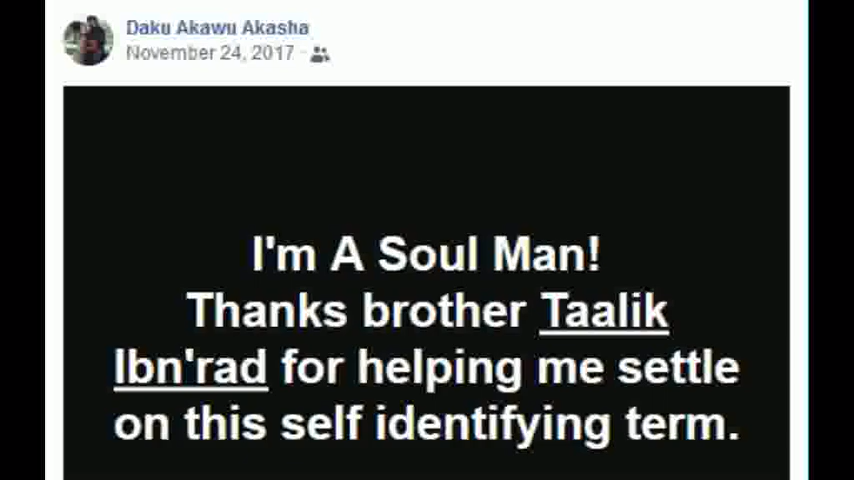 Daku Akawu Akasha
November 24, 2017 ·
I'm A Soul Man!
Thanks brother Taalik
Ibn'rad for helping me settle
on this self identifying term.